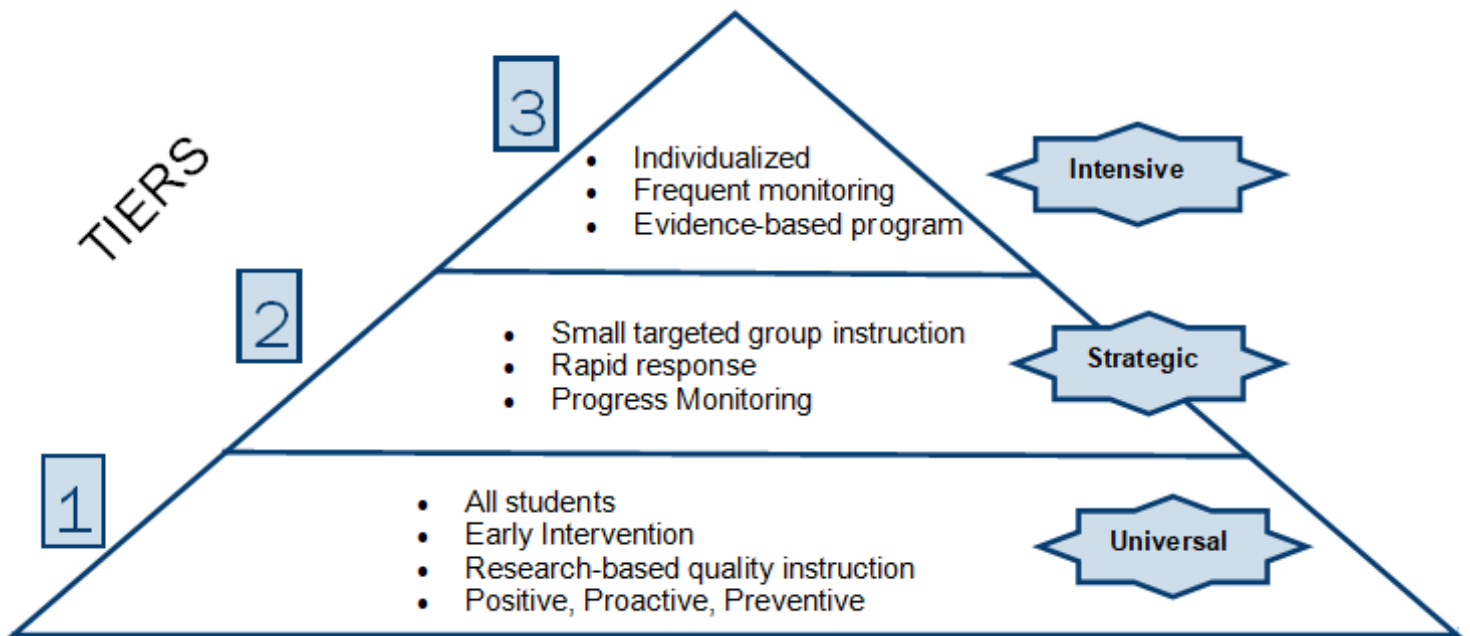 TIERS
3
• Individualized
• Frequent monitoring
• Evidence-based program
Intensive
2
• Small targeted group instruction
• Rapid response
• Progress Monitoring
Strategic
1
• All students
• Early Intervention
• Research-based quality instruction
• Positive, Proactive, Preventive
Universal